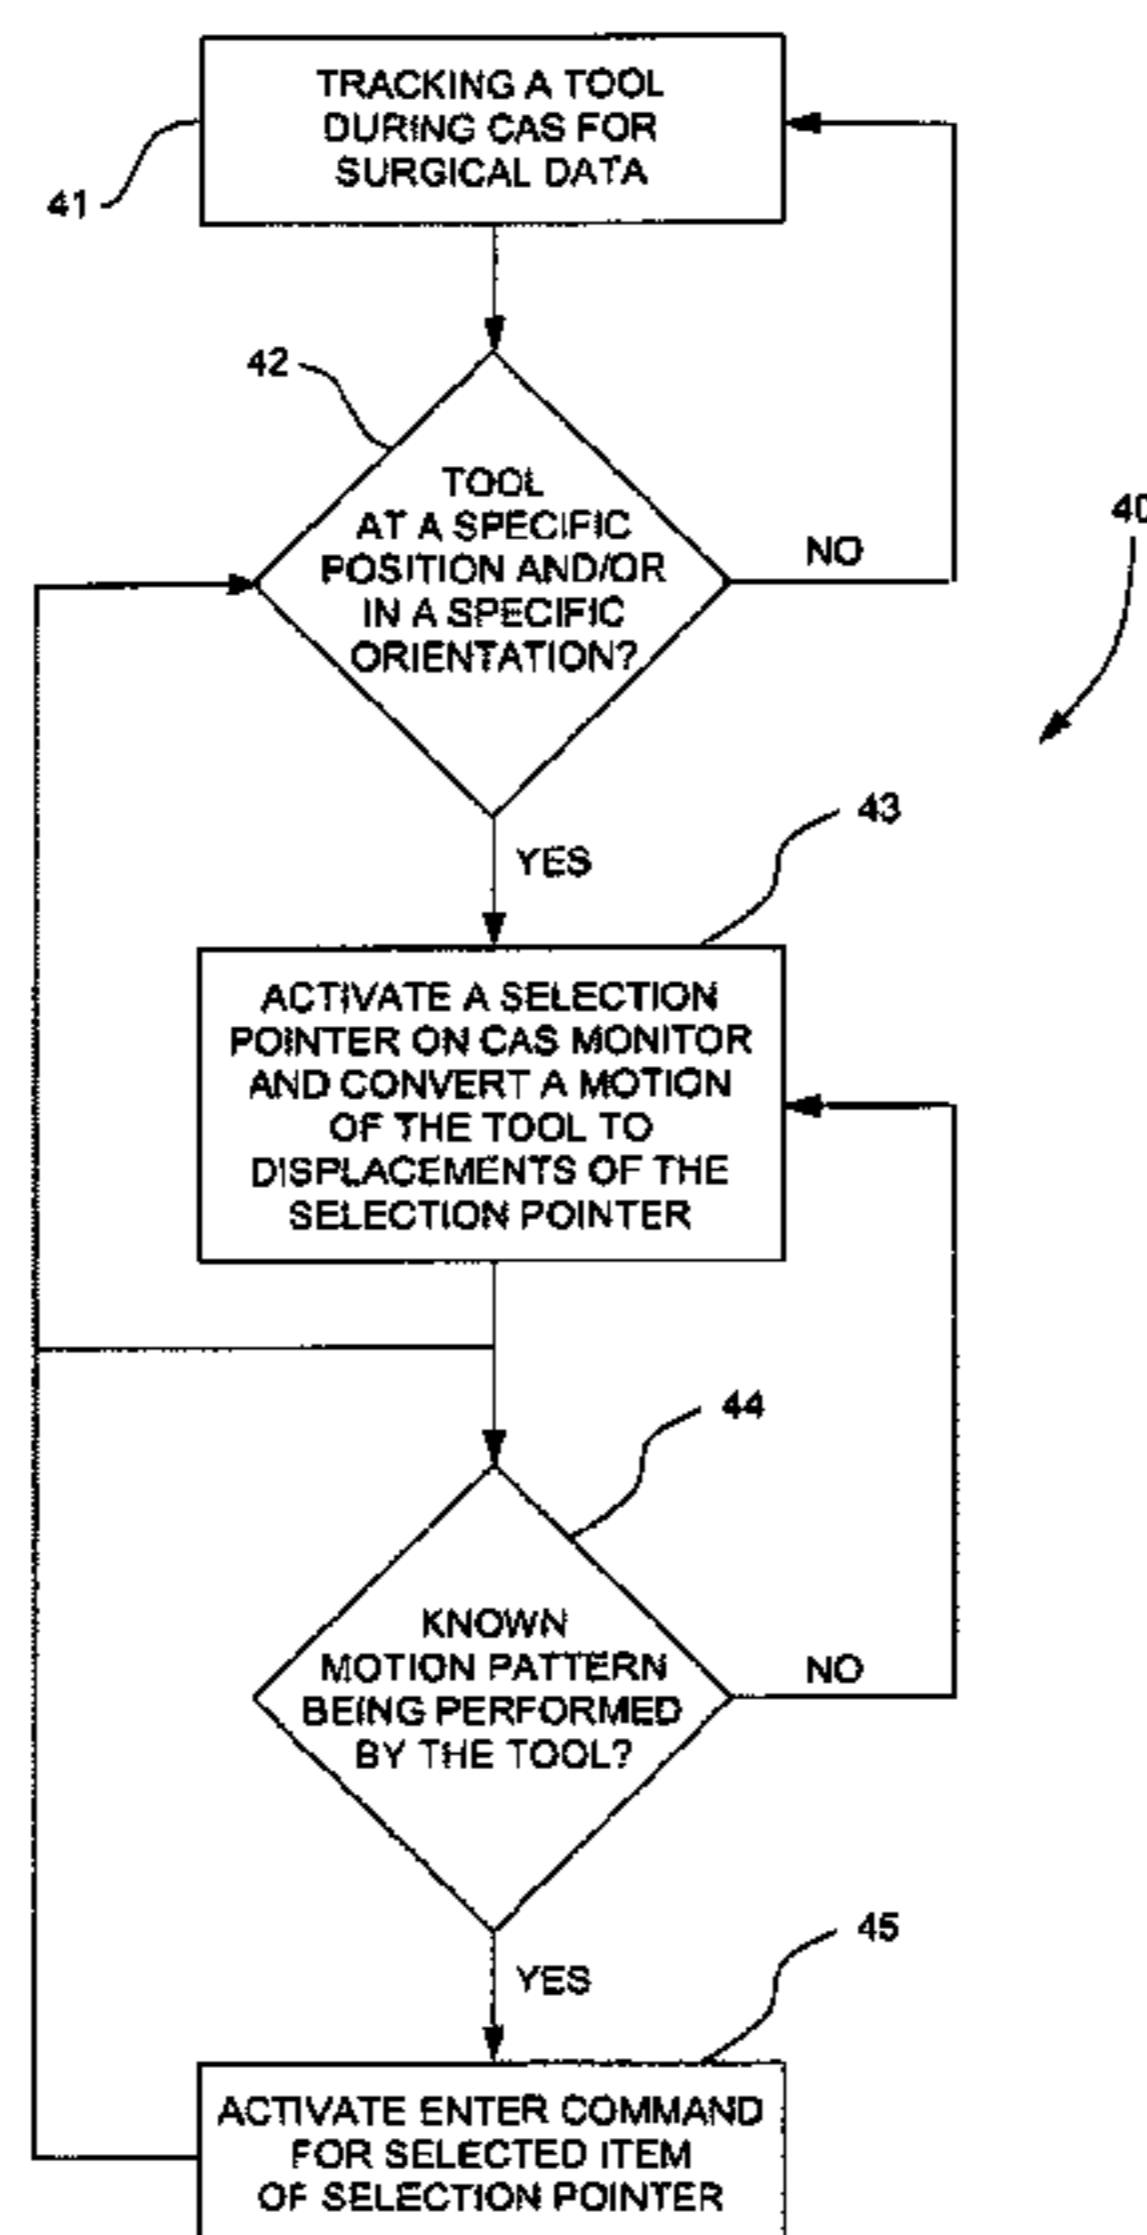 TRACKING A TOOL
DURING CAS FOR
SURGICAL DATA
41
42
TOOL
AT A SPECIFIC
POSITION AND/OR
IN A SPECIFIC
ORIENTATION?
NO
40
YES
43
ACTIVATE A SELECTION
POINTER ON CAS MONITOR
AND CONVERT A MOTION
OF THE TOOL TO
DISPLACEMENTS OF THE
SELECTION POINTER
44
KNOWN
MOTION PATTERN
BEING PERFORMED
BY THE TOOL?
NO
YES
45
ACTIVATE ENTER COMMAND
FOR SELECTED ITEM
OF SELECTION POINTER